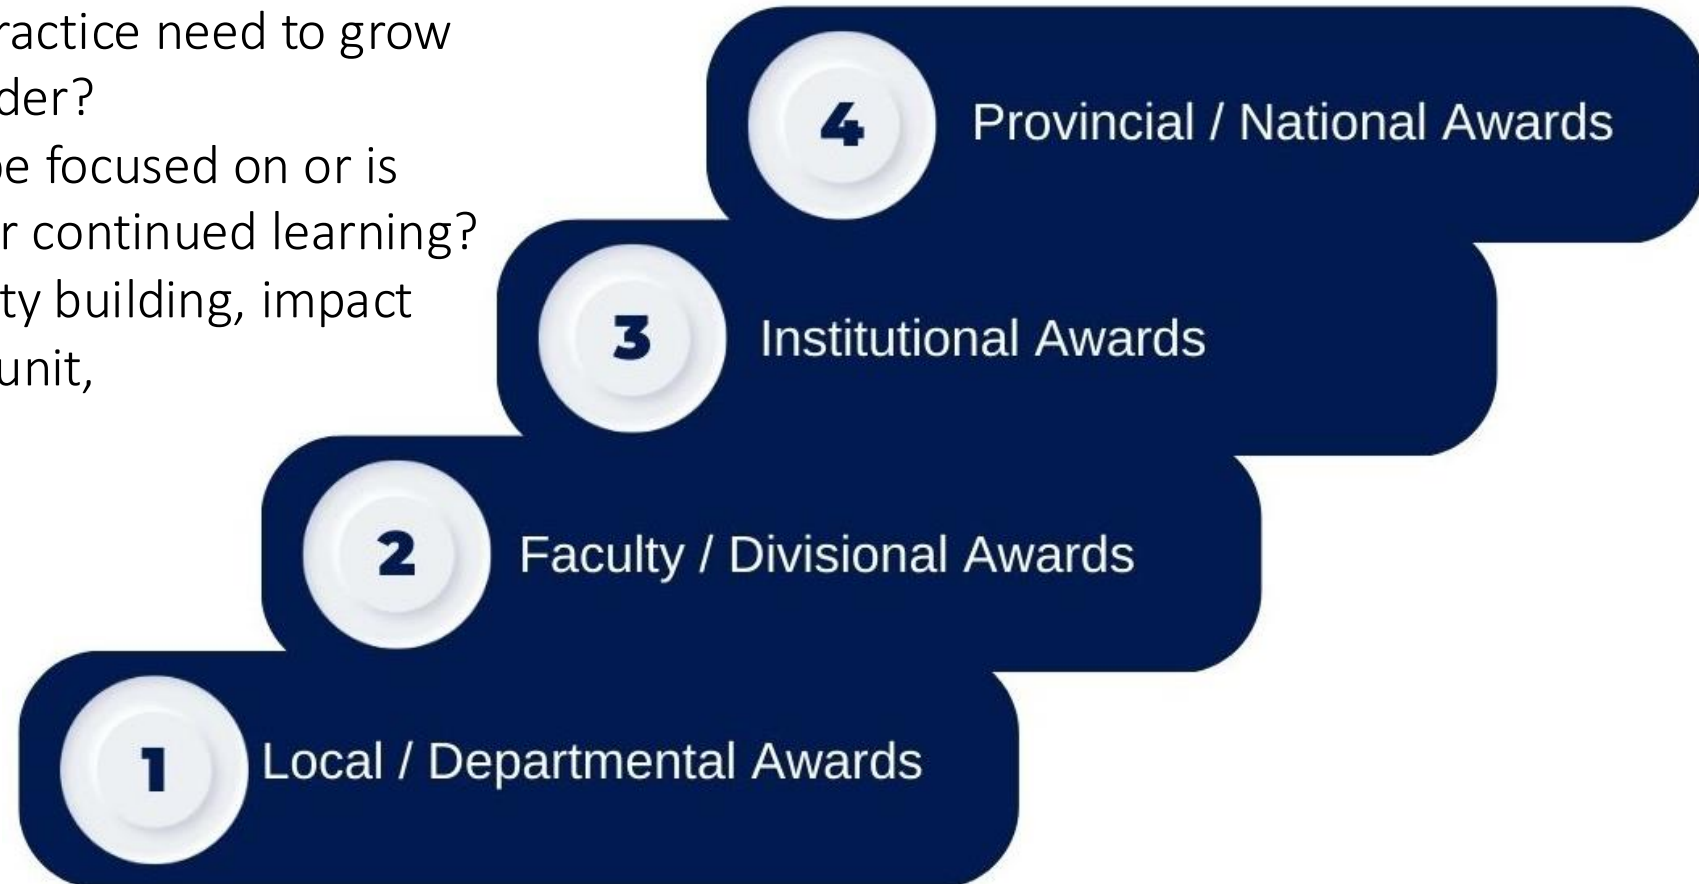 ractice need to grow
der?
be focused on or is
r continued learning?
ty building, impact
unit,
4 Provincial / National Awards
3 Institutional Awards
2 Faculty / Divisional Awards
1 Local / Departmental Awards